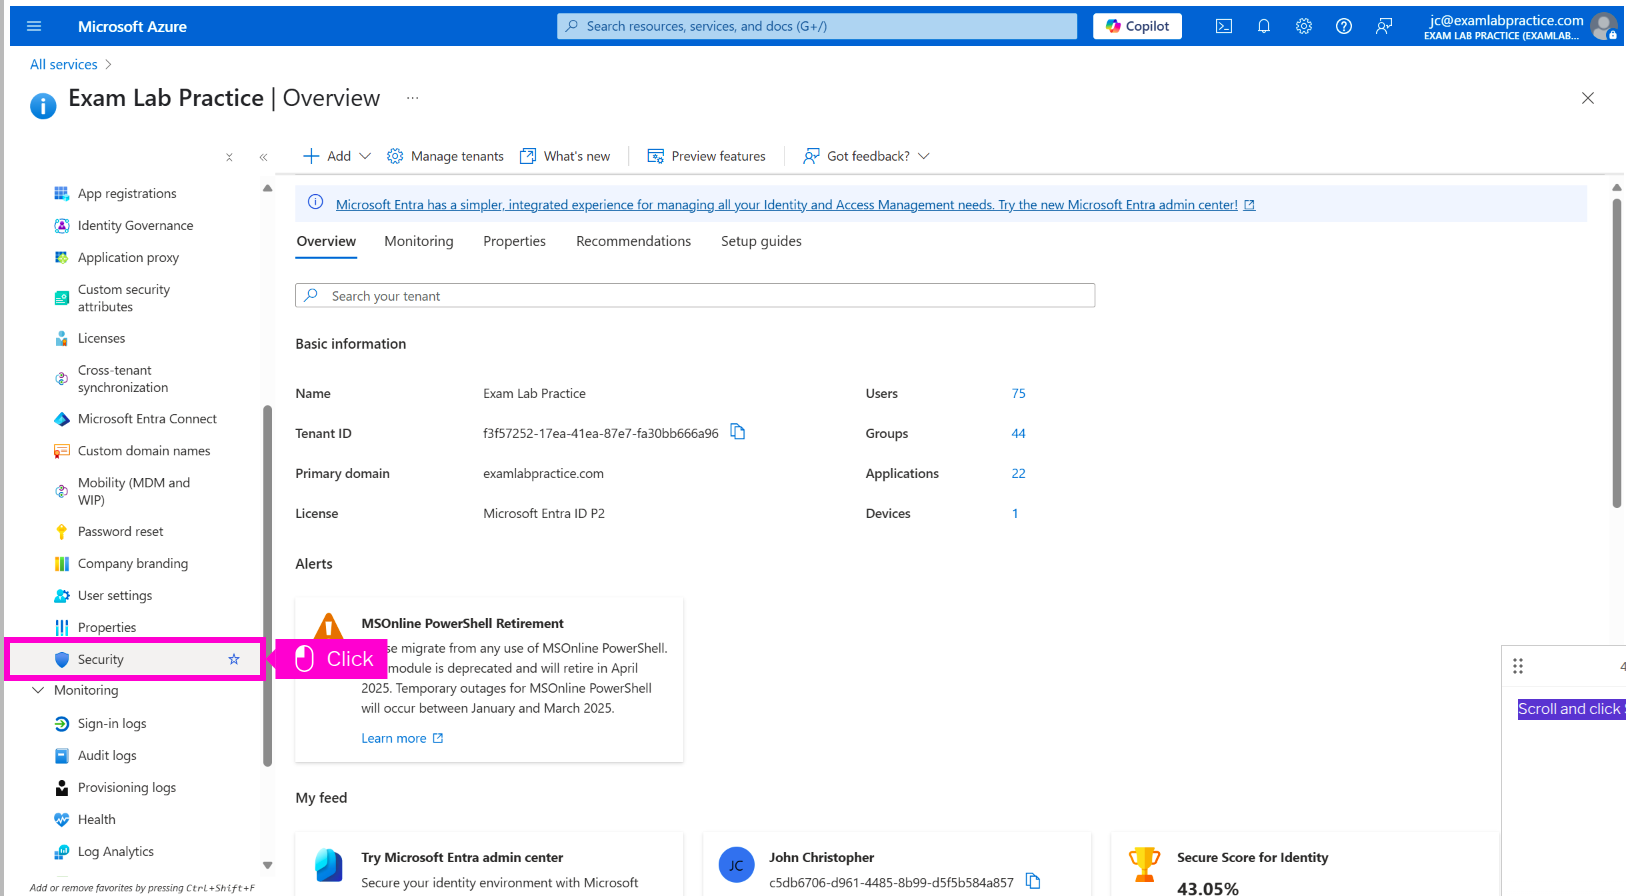 Microsoft Azure
Search resources, services, and docs (G+/)
Copilot
jc@examlabpractice.com
EXAM LAB PRACTICE (EXAMLAB...
All services
Exam Lab Practice | Overview
...
Add
Manage tenants
What's new
Preview features
Got feedback?
App registrations
Identity Governance
Application proxy
Custom security
attributes
Licenses
Cross-tenant
synchronization
Microsoft Entra Connect
Custom domain names
Mobility (MDM and
WIP)
Password reset
Company branding
User settings
Properties
Security
Click
Monitoring
Sign-in logs
Audit logs
Provisioning logs
Health
Log Analytics
Add or remove favorites by pressing Ctrl+Shift+F
Microsoft Entra has a simpler, integrated experience for managing all your Identity and Access Management needs. Try the new Microsoft Entra admin center!
Overview
Monitoring
Properties
Recommendations
Setup guides
Search your tenant
Basic information
Name
Exam Lab Practice
Users
75
Tenant ID
f3f57252-17ea-41ea-87e7-fa30bb666a96
Groups
44
Primary domain
examlabpractice.com
Applications
22
License
Microsoft Entra ID P2
Devices
1
Alerts
MSOnline PowerShell Retirement
se migrate from any use of MSOnline PowerShell.
module is deprecated and will retire in April
2025. Temporary outages for MSOnline PowerShell
will occur between January and March 2025.
Learn more
My feed
Try Microsoft Entra admin center
Secure your identity environment with Microsoft
JC
John Christopher
c5db6706-d961-4485-8b99-d5f5b584a857
Secure Score for Identity
43.05%
4
Scroll and click